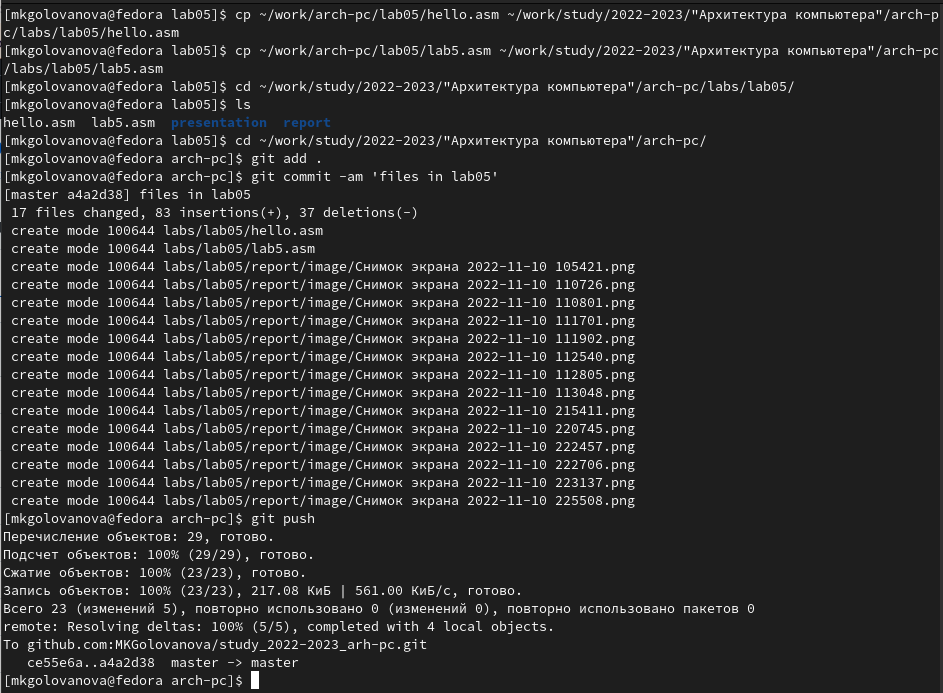 [mkgolovanova@fedora lab05]$ cp ~/work/arch-pc/lab05/hello.asm ~/work/study/2022-2023/"Архитектура компьютера"/arch-p
c/labs/lab05/hello.asm
[mkgolovanova@fedora lab05]$ cp ~/work/arch-pc/lab05/lab5.asm ~/work/study/2022-2023/"Архитектура компьютера"/arch-pc
/labs/lab05/lab5.asm
[mkgolovanova@fedora lab05]$ cd ~/work/study/2022-2023/"Архитектура компьютера"/arch-pc/labs/lab05/
[mkgolovanova@fedora lab05]$ ls
hello.asm  lab5.asm  presentation  report
[mkgolovanova@fedora lab05]$ cd ~/work/study/2022-2023/"Архитектура компьютера"/arch-pc/
[mkgolovanova@fedora arch-pc]$ git add .
[mkgolovanova@fedora arch-pc]$ git commit -am 'files in lab05'
[master a4a2d38] files in lab05
 17 files changed, 83 insertions(+), 37 deletions(-)
 create mode 100644 labs/lab05/hello.asm
 create mode 100644 labs/lab05/lab5.asm
 create mode 100644 labs/lab05/report/image/Снимок экрана 2022-11-10 105421.png
 create mode 100644 labs/lab05/report/image/Снимок экрана 2022-11-10 110726.png
 create mode 100644 labs/lab05/report/image/Снимок экрана 2022-11-10 110801.png
 create mode 100644 labs/lab05/report/image/Снимок экрана 2022-11-10 111701.png
 create mode 100644 labs/lab05/report/image/Снимок экрана 2022-11-10 111902.png
 create mode 100644 labs/lab05/report/image/Снимок экрана 2022-11-10 112540.png
 create mode 100644 labs/lab05/report/image/Снимок экрана 2022-11-10 112805.png
 create mode 100644 labs/lab05/report/image/Снимок экрана 2022-11-10 113048.png
 create mode 100644 labs/lab05/report/image/Снимок экрана 2022-11-10 215411.png
 create mode 100644 labs/lab05/report/image/Снимок экрана 2022-11-10 220745.png
 create mode 100644 labs/lab05/report/image/Снимок экрана 2022-11-10 222457.png
 create mode 100644 labs/lab05/report/image/Снимок экрана 2022-11-10 222706.png
 create mode 100644 labs/lab05/report/image/Снимок экрана 2022-11-10 223137.png
 create mode 100644 labs/lab05/report/image/Снимок экрана 2022-11-10 225508.png
[mkgolovanova@fedora arch-pc]$ git push
Перечисление объектов: 29, готово.
Подсчет объектов: 100% (29/29), готово.
Сжатие объектов: 100% (23/23), готово.
Запись объектов: 100% (23/23), 217.08 КиБ | 561.00 КиБ/с, готово.
Всего 23 (изменений 5), повторно использовано 0 (изменений 0), повторно использовано пакетов 0
remote: Resolving deltas: 100% (5/5), completed with 4 local objects.
To github.com:MKGolovanova/study_2022-2023_arh-pc.git
   ce55e6a..a4a2d38  master -> master
[mkgolovanova@fedora arch-pc]$